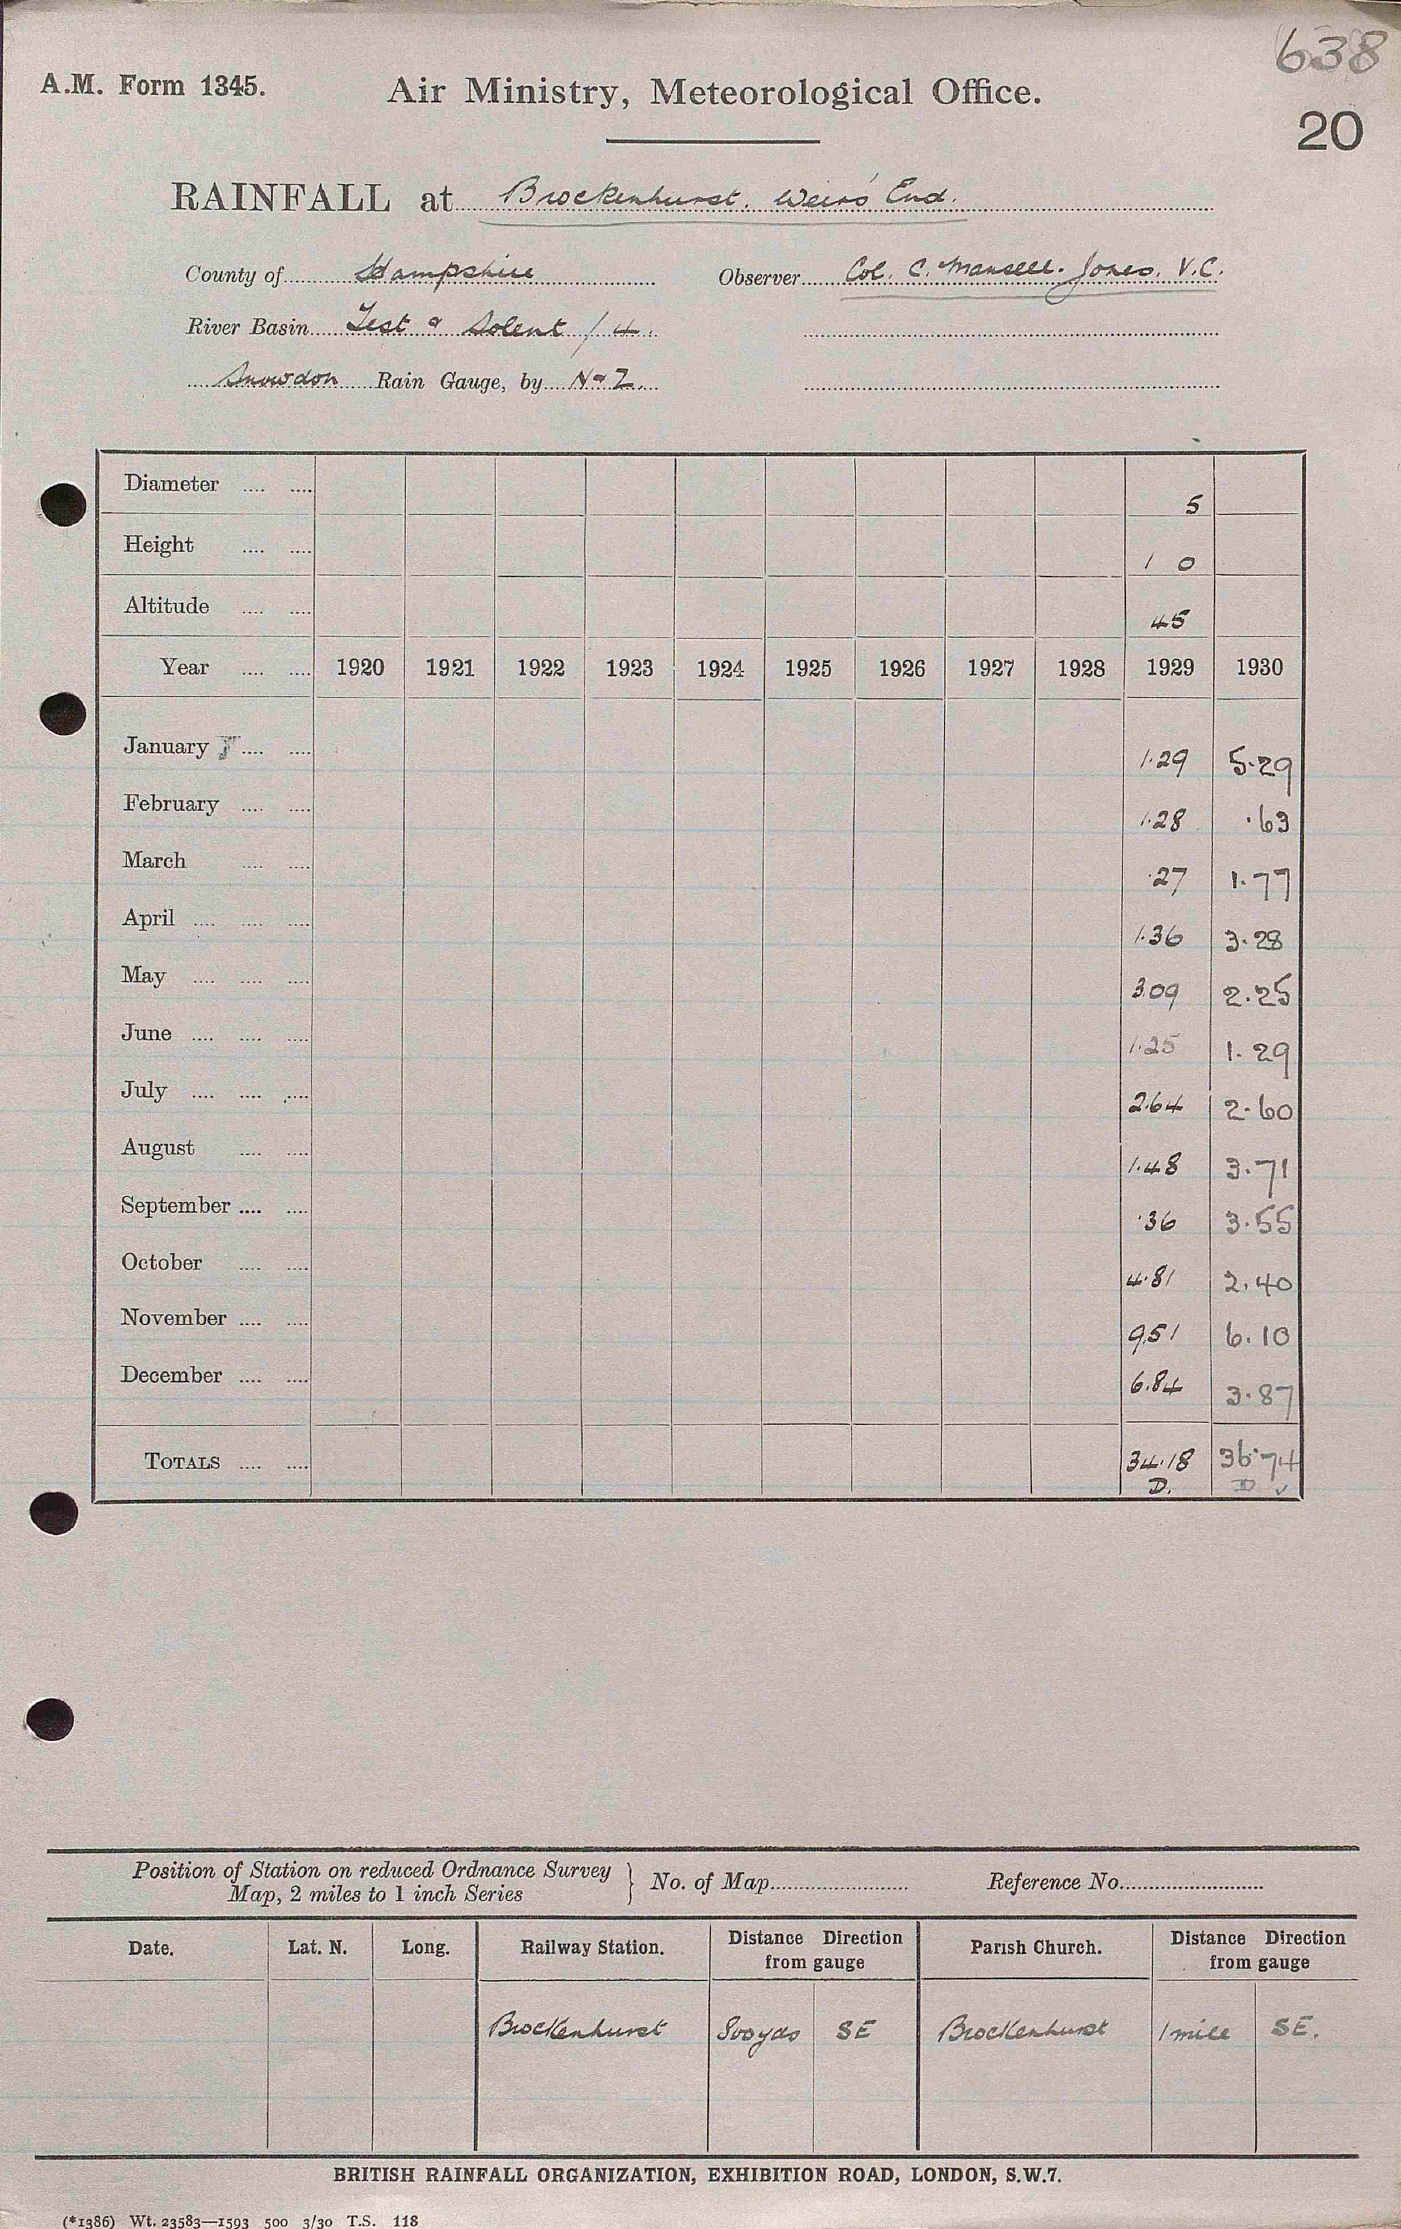 638
A.M. Form 1345. Air Ministry, Meteorological Office.
20
RAINFALL at Brockenhurst. Weir's End.
County of Hampshire Observer Col. C. Mansell-Jones. V.C.
River Basin Test & Solent / 4.
Snowdon Rain Gauge, by N & Z.
Diameter .... .... 5
Height .... .... 1 0
Altitude .... .... 45
Year .... .... 1920 1921 1922 1923 1924 1925 1926 1927 1928 1929 1930
January .... .... 1.29 5.29
February .... .... 1.28 .63
March .... .... .27 1.77
April .... .... .... 1.36 3.28
May .... .... .... 3.09 2.25
June .... .... .... 1.25 1.29
July .... .... .... 2.64 2.60
August .... .... 1.48 3.71
September .... .... .36 3.55
October .... .... 4.81 2.40
November .... .... 9.51 6.10
December .... .... 6.84 3.87
TOTALS .... .... 34.18 36.74
D. D ✓
Position of Station on reduced Ordnance Survey
Map, 2 miles to 1 inch Series } No. of Map Reference No.
Date. Lat. N. Long. Railway Station. Distance Direction from gauge Parish Church. Distance Direction from gauge
Brockenhurst 800yds SE Brockenhurst 1 mile SE.
BRITISH RAINFALL ORGANIZATION, EXHIBITION ROAD, LONDON, S.W.7.
(*1386) Wt. 23583—1593 500 3/30 T.S. 118